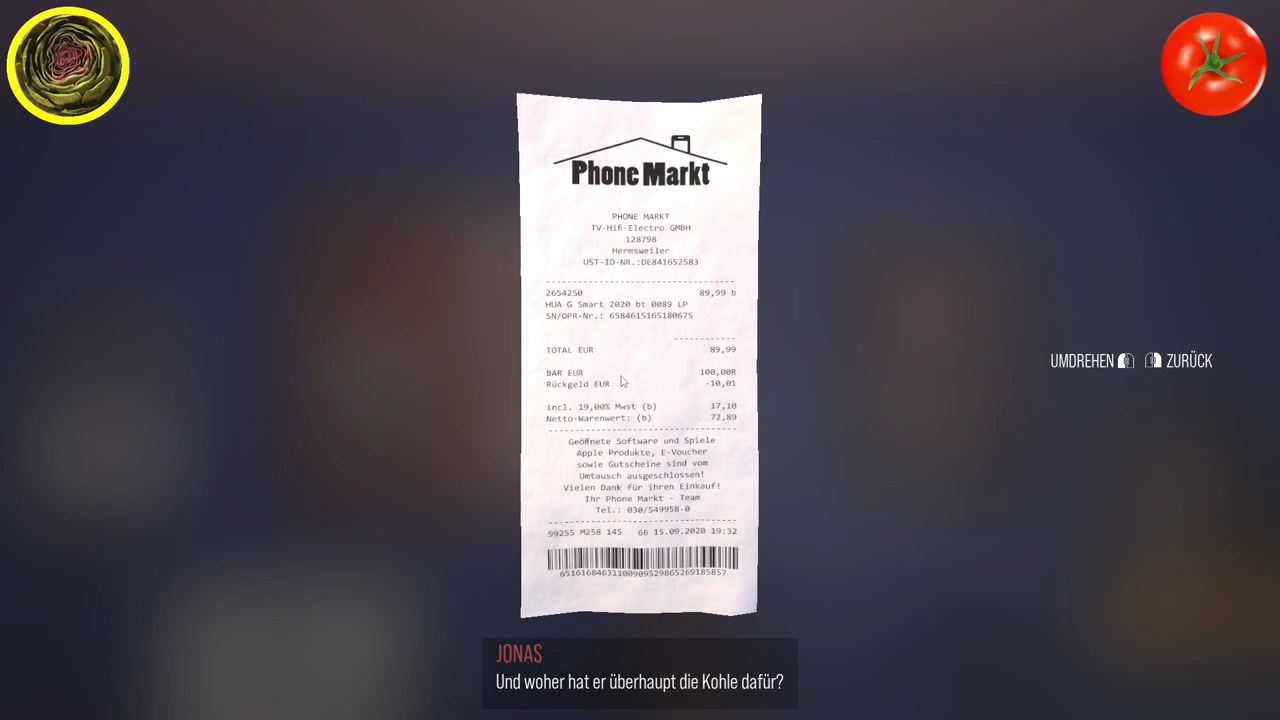 Phone Markt
PHONE MARKT
TV-Hifi-Electro GMBH
128798
Hermsweiler
UST-ID-NR.:DE841652583
2654250 89,99 b
HUA G Smart 2020 bt 0089 LP
SN/OPR-Nr.: 6584615165180675
TOTAL EUR 89,99
BAR EUR 100,00R
Rückgeld EUR -10,01
incl. 19,00% Mwst (b) 17,10
Netto-Warenwert: (b) 72,89
Geöffnete Software und Spiele
Apple Produkte, E-Voucher
sowie Gutscheine sind vom
Umtausch ausgeschlossen!
Vielen Dank für ihren Einkauf!
Ihr Phone Markt - Team
Tel.: 030/549958-0
99255 M258 145 66 15.09.2020 19:32
65161684631100909529865269185857
UMDREHEN ZURÜCK
JONAS
Und woher hat er überhaupt die Kohle dafür?